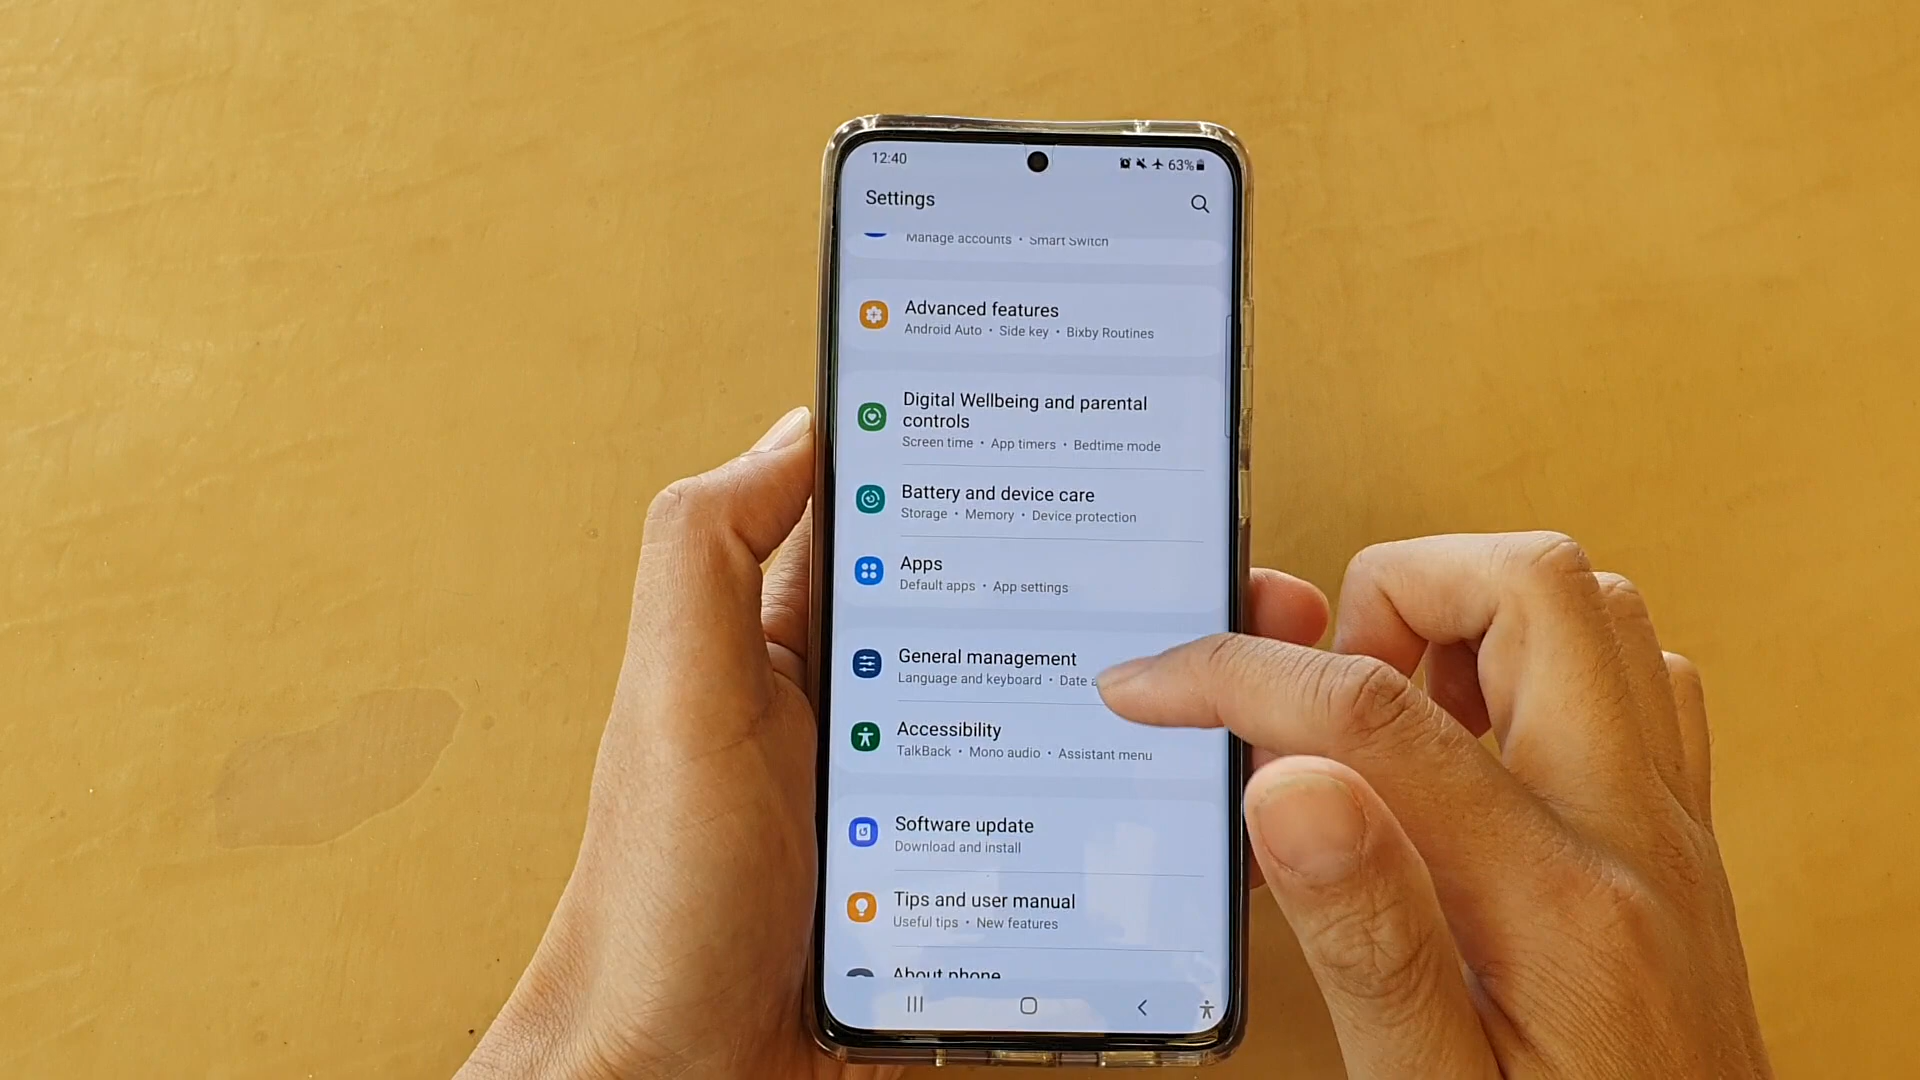 12:40
63%
Settings
Manage accounts • Smart Switch
Advanced features
Android Auto • Side key • Bixby Routines
Digital Wellbeing and parental
controls
Screen time • App timers • Bedtime mode
Battery and device care
Storage • Memory • Device protection
Apps
Default apps • App settings
General management
Language and keyboard • Date
Accessibility
TalkBack • Mono audio • Assistant menu
Software update
Download and install
Tips and user manual
Useful tips • New features
About phone